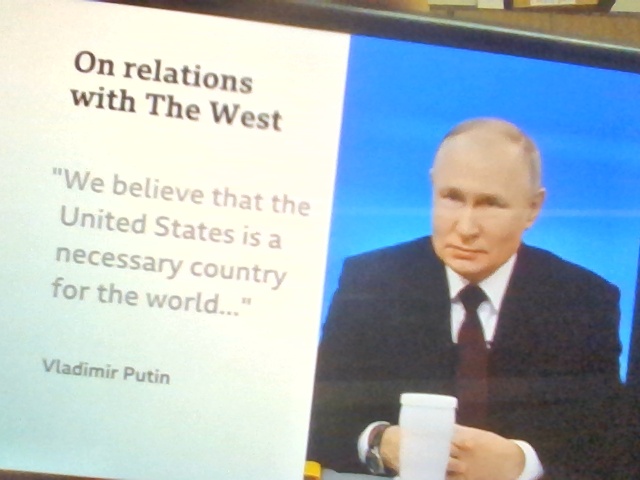 On relations
with The West
"We believe that the
United States is a
necessary country
for the world..."
Vladimir Putin